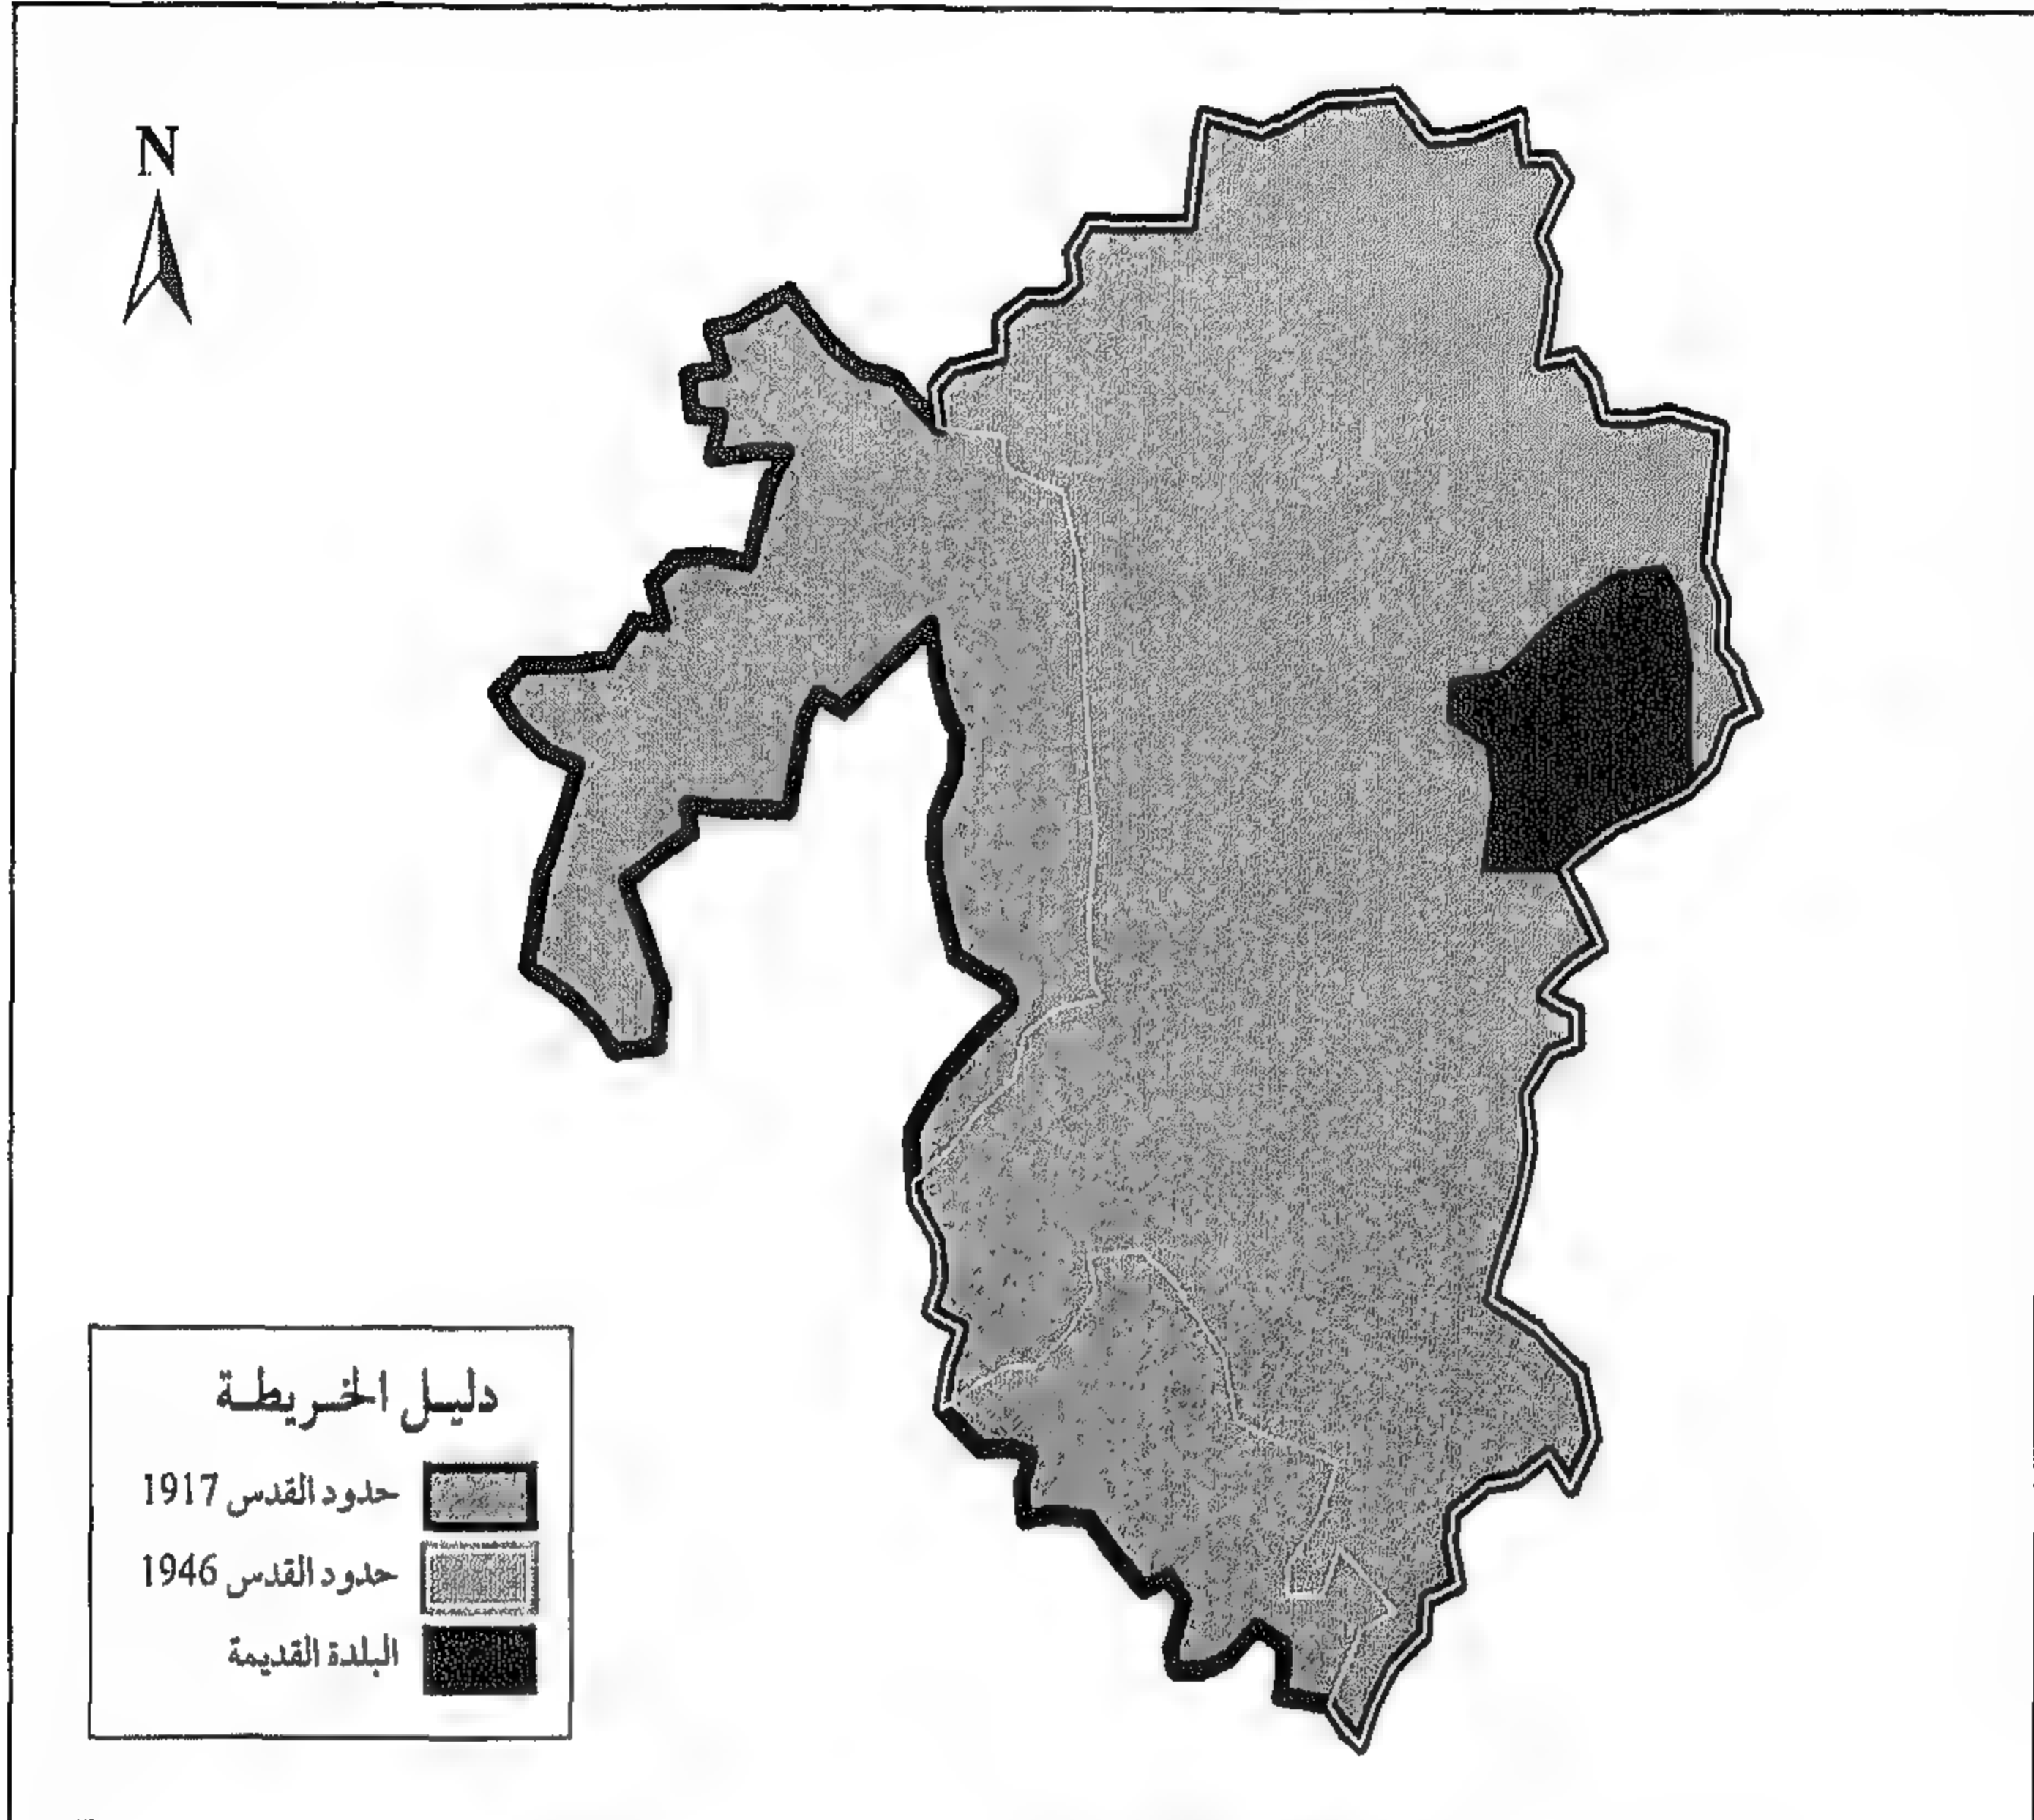 N
دليل الخريطة
حدود القدس 1917
حدود القدس 1946
البلدة القديمة